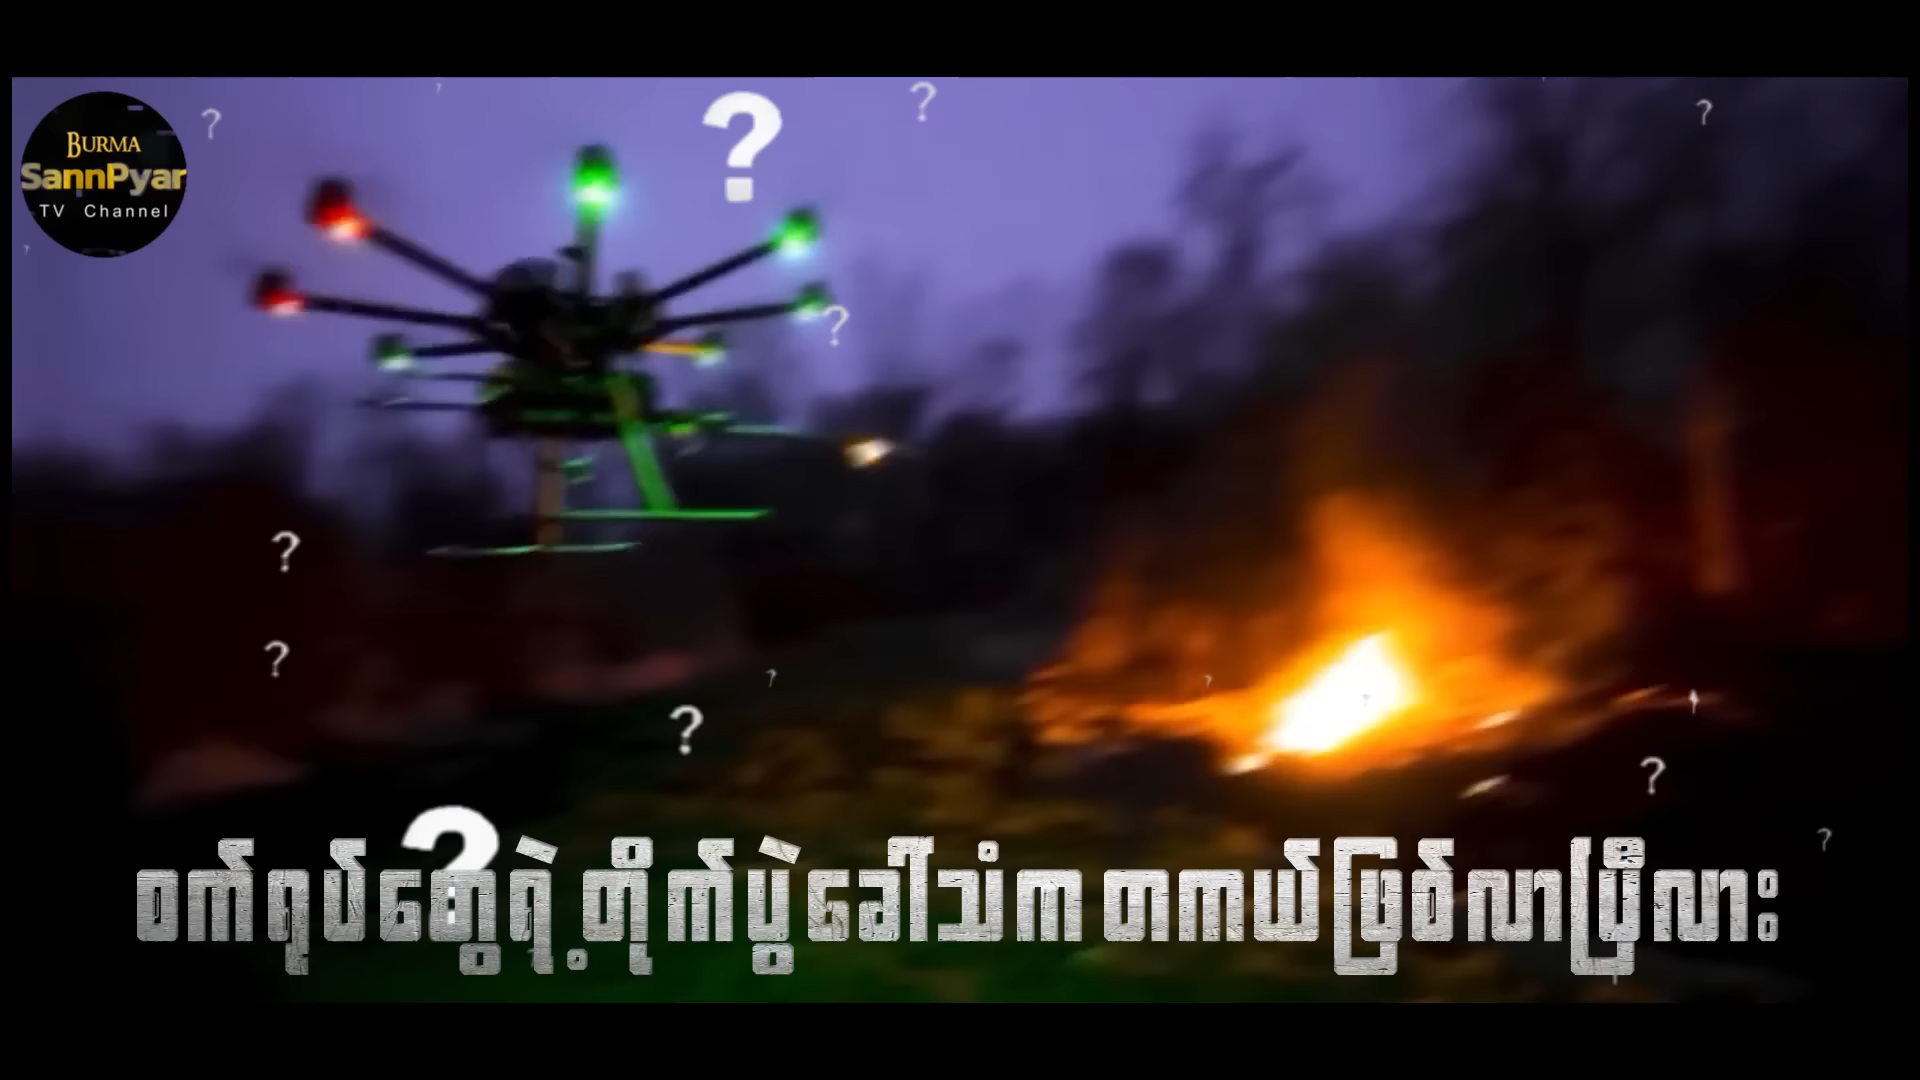 BURMA
SannPyar
TV Channel
စက်ရုပ်တွေရဲ့တိုက်ပွဲခေါ်သံက တကယ်ဖြစ်လာပြီလား